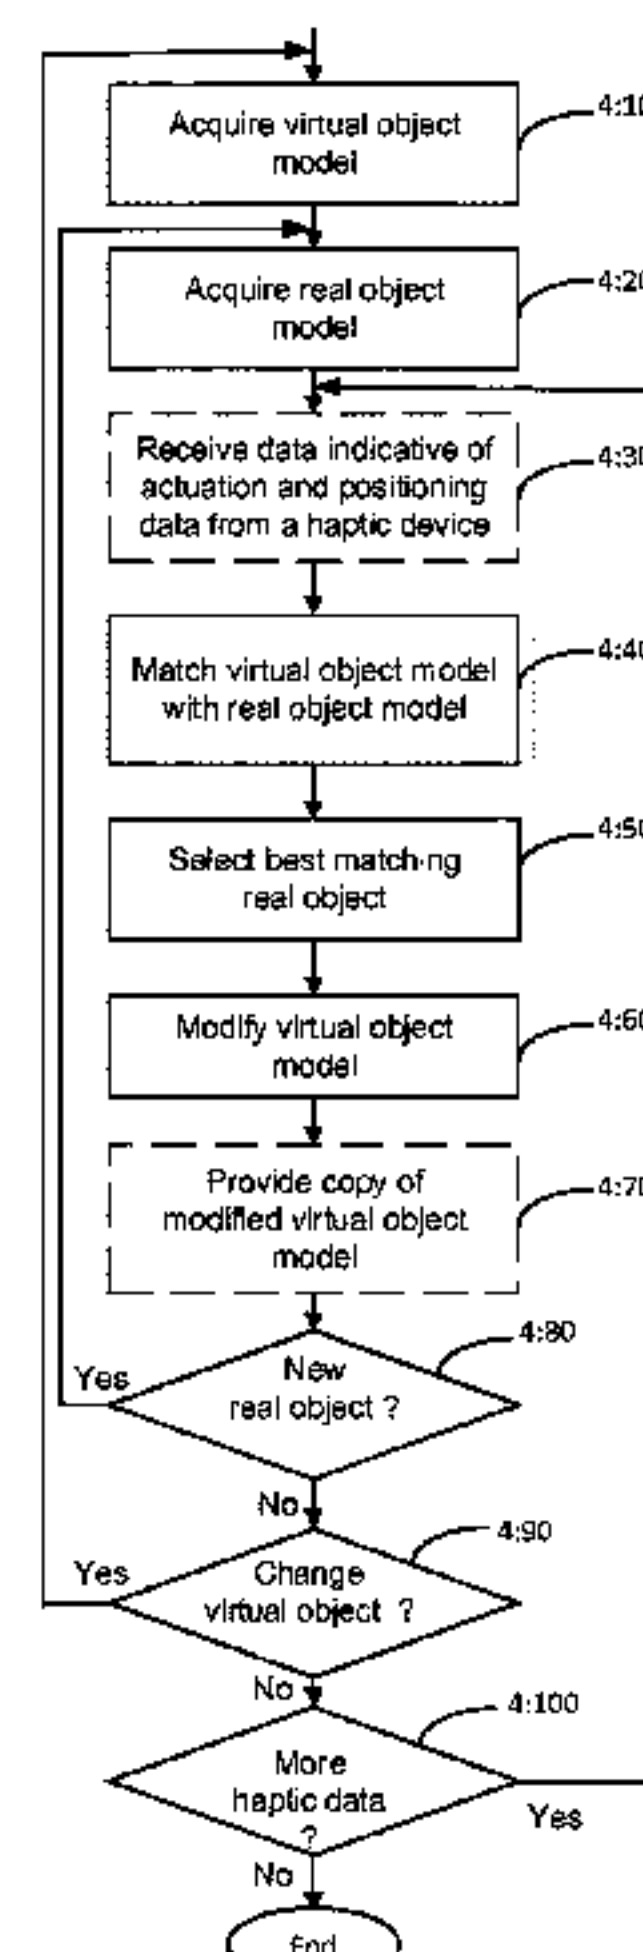 Acquire virtual object
model
4:10
Acquire real object
model
4:20
Receive data indicative of
actuation and positioning
data from a haptic device
4:30
Match virtual object model
with real object model
4:40
Select best matching
real object
4:50
Modify virtual object
model
4:60
Provide copy of
modified virtual object
model
4:70
4:80
New
real object ?
Yes
No
4:90
Change
virtual object ?
Yes
No
4:100
More
haptic data
?
Yes
No
End